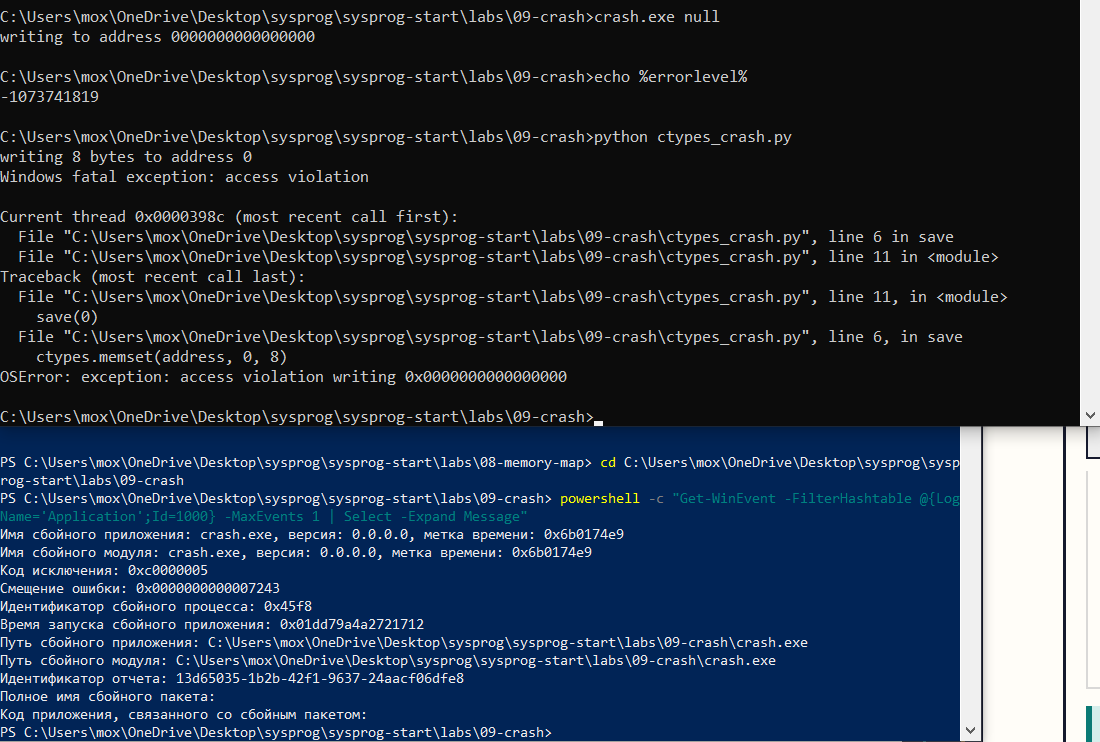 C:\Users\mox\OneDrive\Desktop\sysprog\sysprog-start\labs\09-crash>crash.exe null
writing to address 0000000000000000
C:\Users\mox\OneDrive\Desktop\sysprog\sysprog-start\labs\09-crash>echo %errorlevel%
-1073741819
C:\Users\mox\OneDrive\Desktop\sysprog\sysprog-start\labs\09-crash>python ctypes_crash.py
writing 8 bytes to address 0
Windows fatal exception: access violation
Current thread 0x0000398c (most recent call first):
  File "C:\Users\mox\OneDrive\Desktop\sysprog\sysprog-start\labs\09-crash\ctypes_crash.py", line 6 in save
  File "C:\Users\mox\OneDrive\Desktop\sysprog\sysprog-start\labs\09-crash\ctypes_crash.py", line 11 in <module>
Traceback (most recent call last):
  File "C:\Users\mox\OneDrive\Desktop\sysprog\sysprog-start\labs\09-crash\ctypes_crash.py", line 11, in <module>
    save(0)
  File "C:\Users\mox\OneDrive\Desktop\sysprog\sysprog-start\labs\09-crash\ctypes_crash.py", line 6, in save
    ctypes.memset(address, 0, 8)
OSError: exception: access violation writing 0x0000000000000000
C:\Users\mox\OneDrive\Desktop\sysprog\sysprog-start\labs\09-crash>
PS C:\Users\mox\OneDrive\Desktop\sysprog\sysprog-start\labs\08-memory-map> cd C:\Users\mox\OneDrive\Desktop\sysprog\sysp
rog-start\labs\09-crash
PS C:\Users\mox\OneDrive\Desktop\sysprog\sysprog-start\labs\09-crash> powershell -c "Get-WinEvent -FilterHashtable @{Log
Name='Application';Id=1000} -MaxEvents 1 | Select -Expand Message"
Имя сбойного приложения: crash.exe, версия: 0.0.0.0, метка времени: 0x6b0174e9
Имя сбойного модуля: crash.exe, версия: 0.0.0.0, метка времени: 0x6b0174e9
Код исключения: 0xc0000005
Смещение ошибки: 0x0000000000007243
Идентификатор сбойного процесса: 0x45f8
Время запуска сбойного приложения: 0x01dd79a4a2721712
Путь сбойного приложения: C:\Users\mox\OneDrive\Desktop\sysprog\sysprog-start\labs\09-crash\crash.exe
Путь сбойного модуля: C:\Users\mox\OneDrive\Desktop\sysprog\sysprog-start\labs\09-crash\crash.exe
Идентификатор отчета: 13d65035-1b2b-42f1-9637-24aacf06dfe8
Полное имя сбойного пакета:
Код приложения, связанного со сбойным пакетом:
PS C:\Users\mox\OneDrive\Desktop\sysprog\sysprog-start\labs\09-crash>